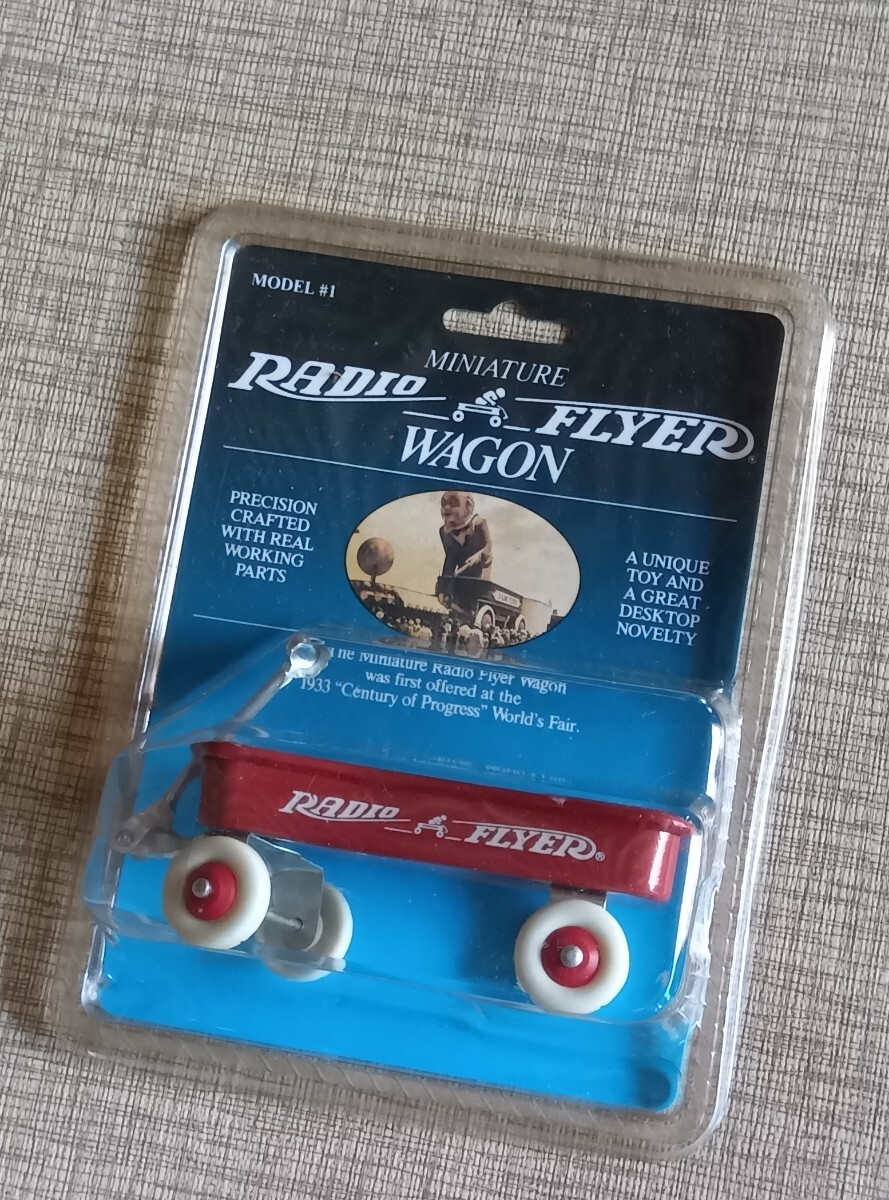 MODEL #1
MINIATURE
RADIO FLYER®
WAGON
PRECISION
CRAFTED
WITH REAL
WORKING
PARTS
A UNIQUE
TOY AND
A GREAT
DESKTOP
NOVELTY
The Miniature Radio Flyer Wagon
was first offered at the
1933 “Century of Progress” World's Fair.
RADIO FLYER®